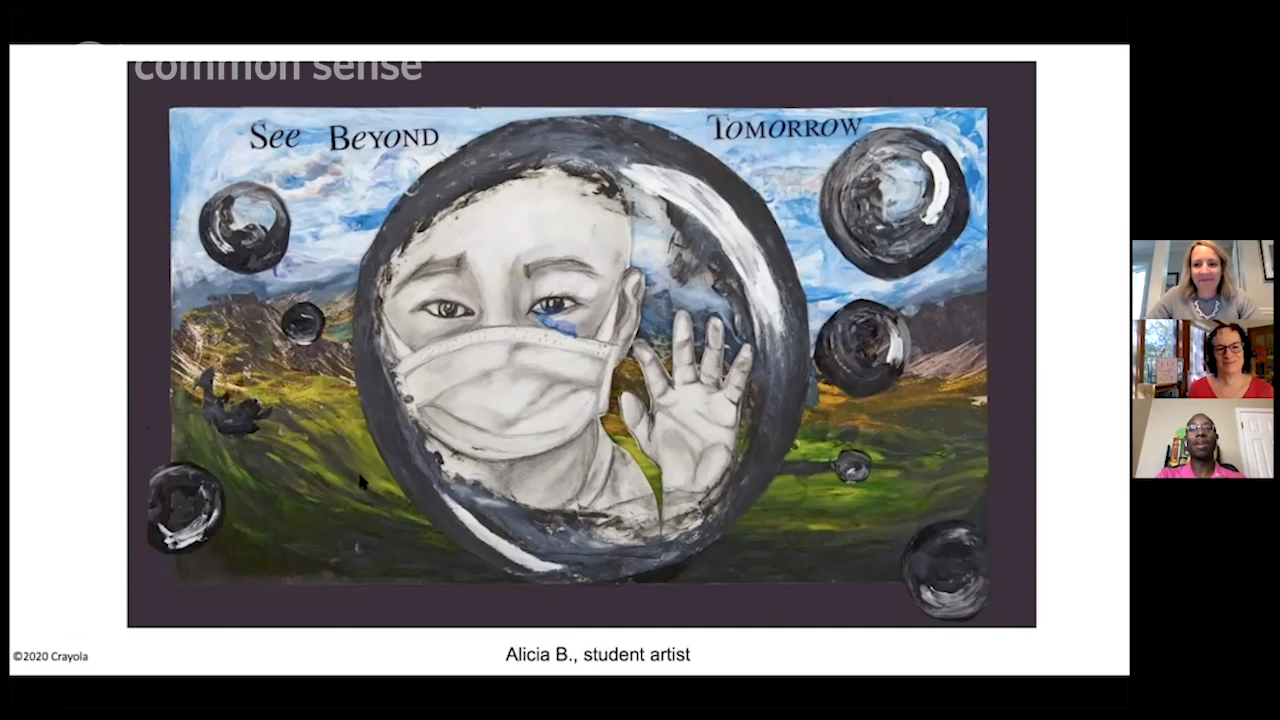 common sense
See Beyond Tomorrow
©2020 Crayola
Alicia B., student artist